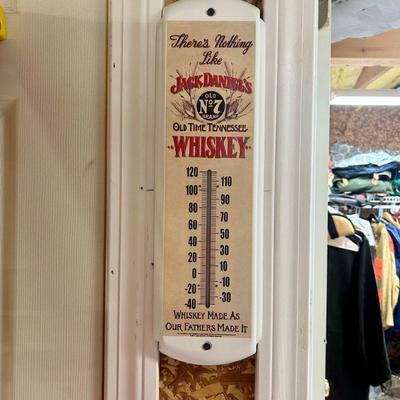 There's Nothing
Like
JACK DANIEL'S
OLD
Nº 7
BRAND
OLD TIME TENNESSEE
WHISKEY
120
110
100
90
80
70
60
50
40
30
20
10
0
-10
-20
-30
-40
WHISKEY MADE AS
OUR FATHERS MADE IT